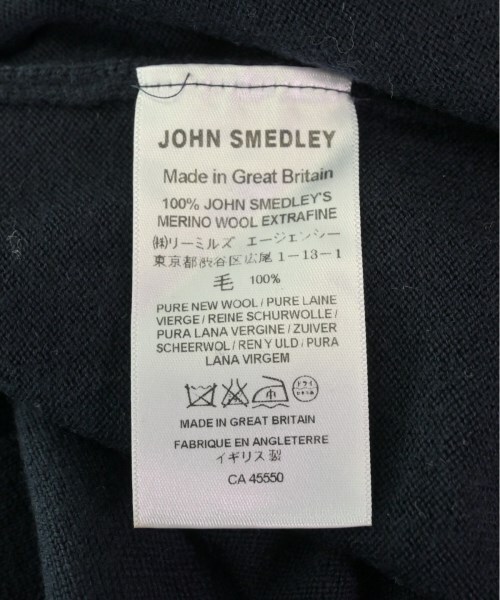 JOHN SMEDLEY
Made in Great Britain
100% JOHN SMEDLEY'S
MERINO WOOL EXTRAFINE
㈱リーミルズ エージェンシー
東京都渋谷区広尾1-13-1
毛 100%
PURE NEW WOOL / PURE LAINE
VIERGE / REINE SCHURWOLLE /
PURA LANA VERGINE / ZUIVER
SCHEERWOL / REN Y ULD / PURA
LANA VIRGEM
ドライ
MADE IN GREAT BRITAIN
FABRIQUE EN ANGLETERRE
イギリス製
CA 45550